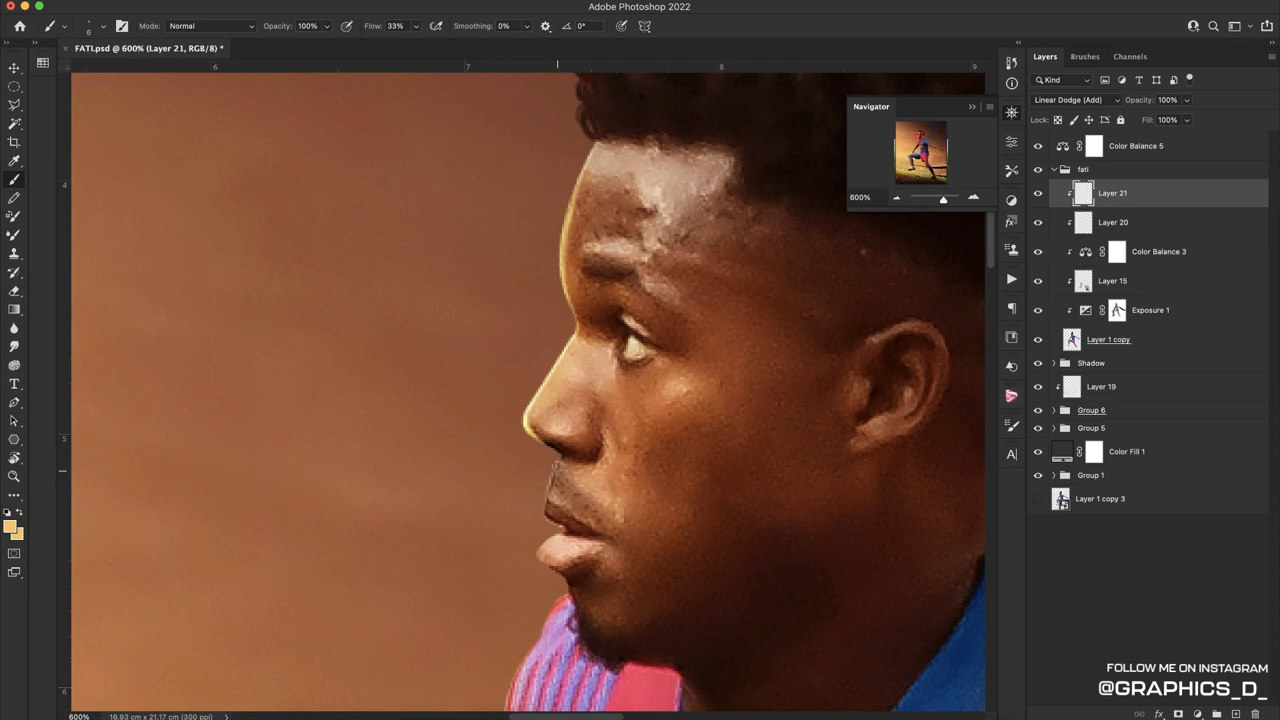 Adobe Photoshop 2022
6
Mode: Normal
Opacity: 100%
Flow: 33%
Smoothing: 0%
0°
FATI.psd @ 600% (Layer 21, RGB/8) *
6 7 8 9
4
5
6
Navigator
600%
Layers
Brushes
Channels
Kind
Linear Dodge (Add)
Opacity: 100%
Lock:
Fill: 100%
Color Balance 5
fati
Layer 21
Layer 20
Color Balance 3
Layer 15
Exposure 1
Layer 1 copy
Shadow
Layer 19
Group 6
Group 5
Color Fill 1
Group 1
Layer 1 copy 3
FOLLOW ME ON INSTAGRAM
@GRAPHICS_D_
600%
16.93 cm x 21.17 cm (300 ppi)